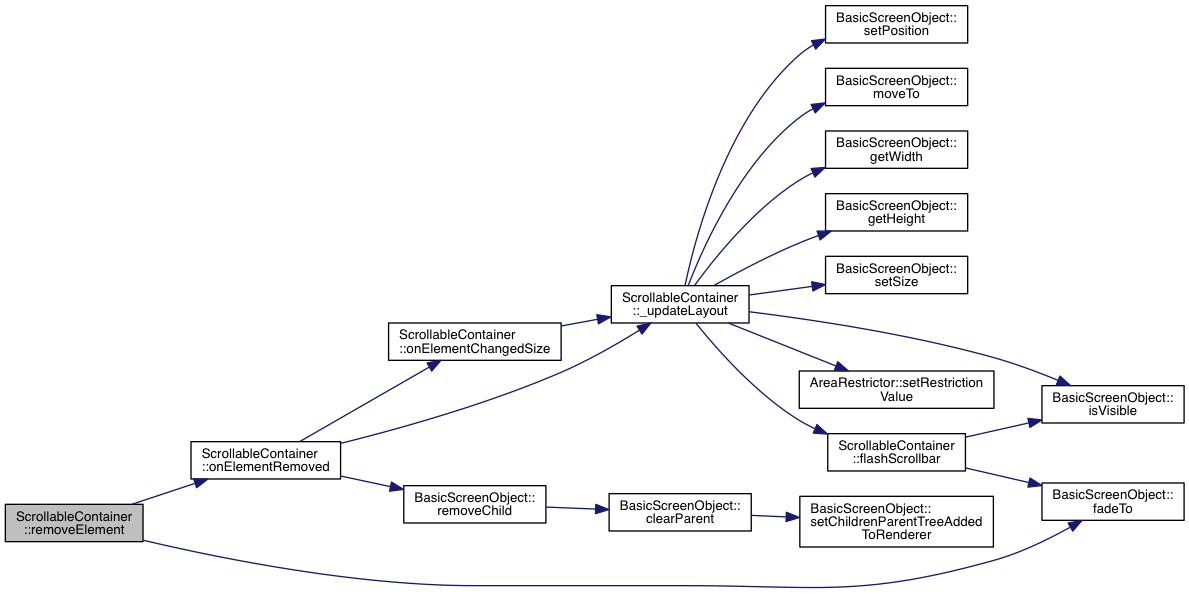 BasicScreenObject::
setPosition
BasicScreenObject::
moveTo
BasicScreenObject::
getWidth
BasicScreenObject::
getHeight
BasicScreenObject::
setSize
ScrollableContainer
::_updateLayout
ScrollableContainer
::onElementChangedSize
AreaRestrictor::setRestriction
Value
BasicScreenObject::
isVisible
ScrollableContainer
::flashScrollbar
ScrollableContainer
::onElementRemoved
BasicScreenObject::
removeChild
BasicScreenObject::
clearParent
BasicScreenObject::
setChildrenParentTreeAdded
ToRenderer
BasicScreenObject::
fadeTo
ScrollableContainer
::removeElement